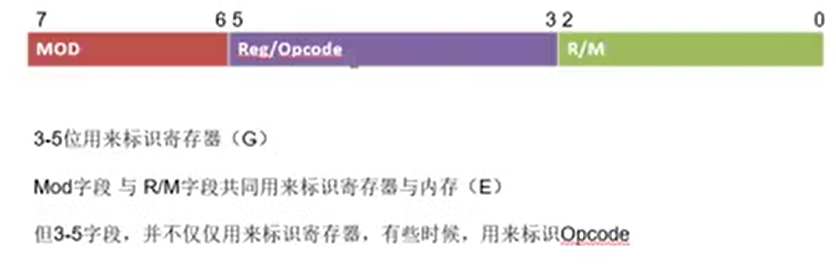 7 6 5 3 2 0
MOD Reg/Opcode R/M
3-5位用来标识寄存器（G）
Mod字段 与 R/M字段共同用来标识寄存器与内存（E）
但3-5字段，并不仅仅用来标识寄存器，有些时候，用来标识Opcode